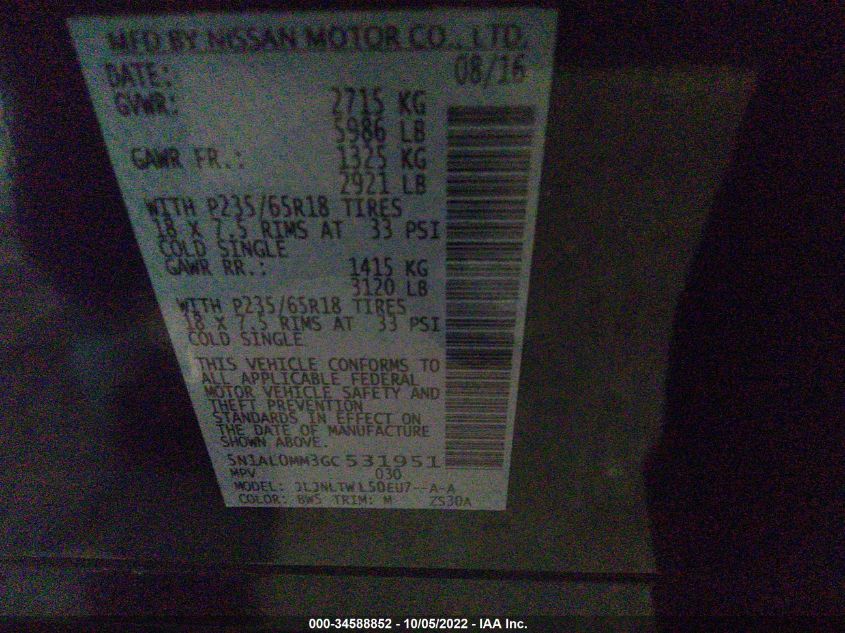 MFD BY NISSAN MOTOR CO., LTD.
DATE: 08/16
GVWR: 2715 KG
5986 LB
GAWR FR.: 1325 KG
2921 LB
WITH P235/65R18 TIRES
18 X 7.5 RIMS AT 33 PSI
COLD SINGLE
GAWR RR.: 1415 KG
3120 LB
WITH P235/65R18 TIRES
18 X 7.5 RIMS AT 33 PSI
COLD SINGLE
THIS VEHICLE CONFORMS TO
ALL APPLICABLE FEDERAL
MOTOR VEHICLE SAFETY AND
THEFT PREVENTION
STANDARDS IN EFFECT ON
THE DATE OF MANUFACTURE
SHOWN ABOVE.
5N1AL0MM3GC531951
MPV 030
MODEL:
COLOR: BW5 TRIM: M ZS30A
000-34588852 - 10/05/2022 - IAA Inc.